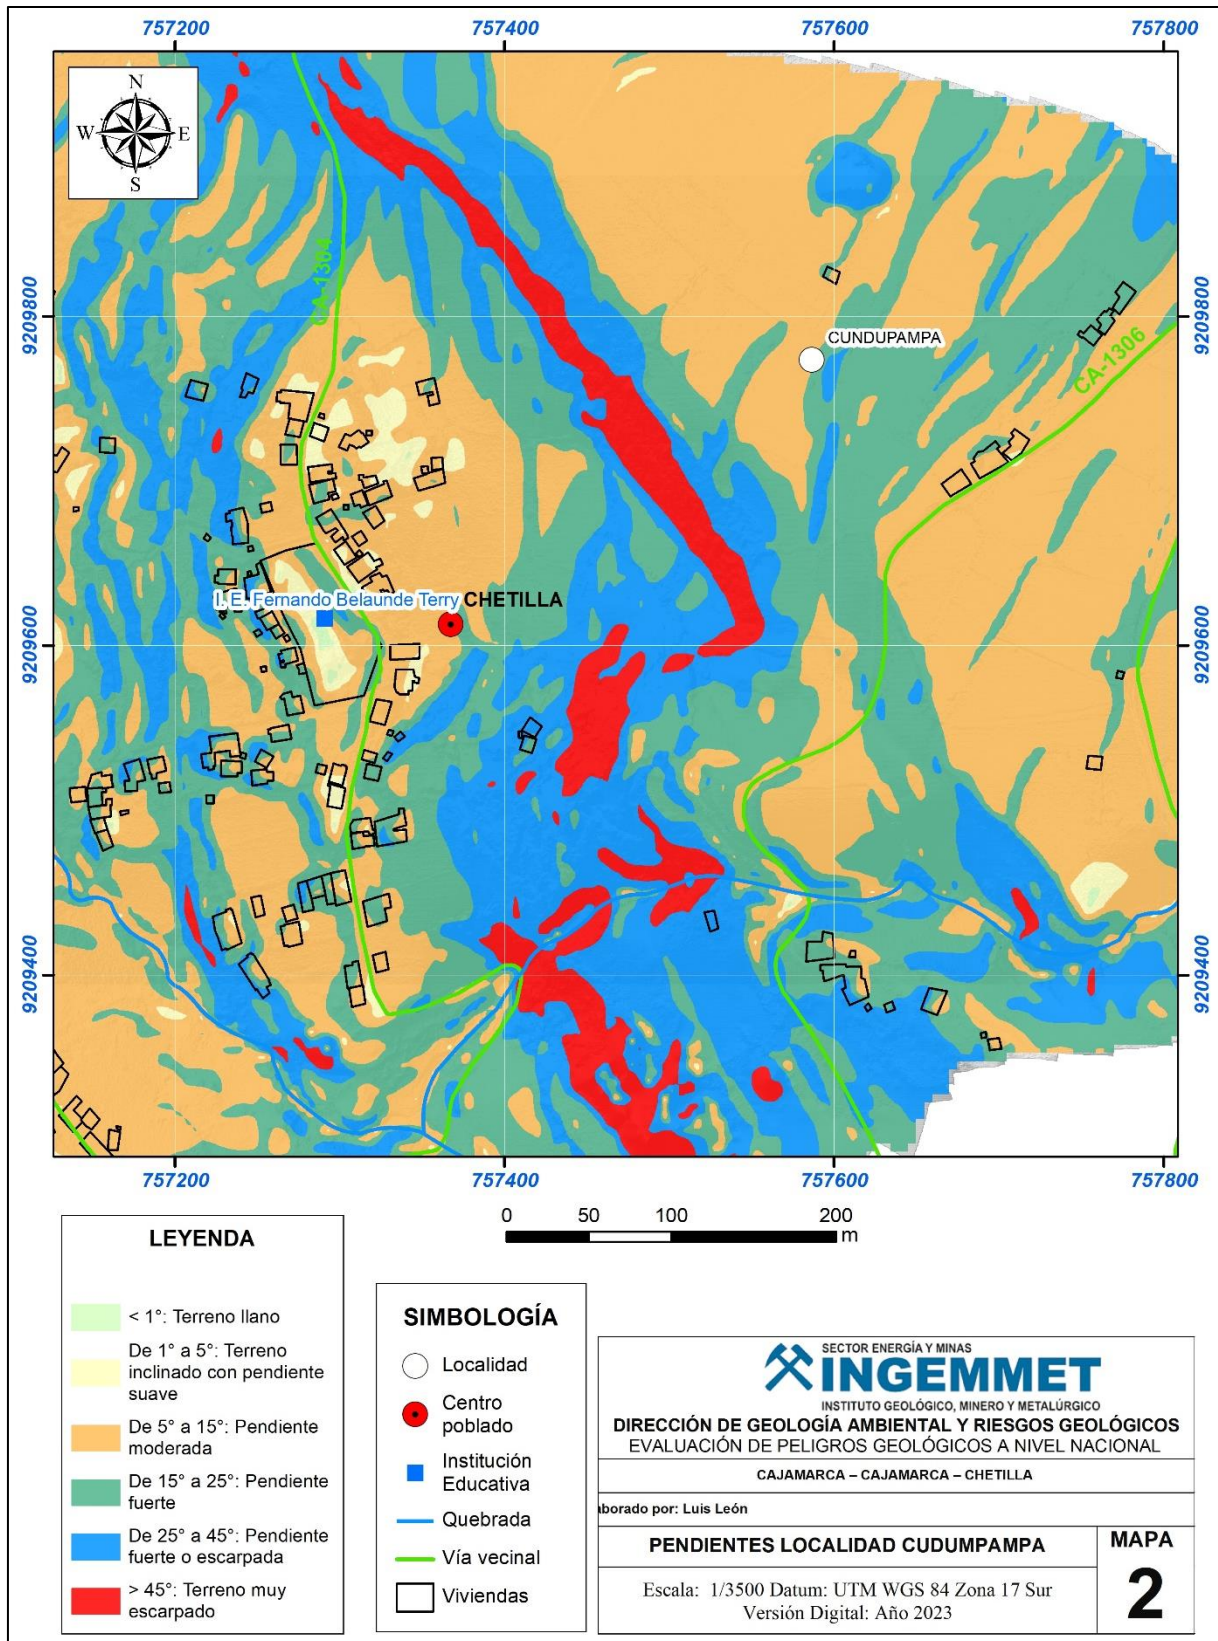 757200 757400 757600 757800
N
W E
S
9209800
9209600
9209400
9209800
9209600
9209400
CA-1304
CUNDUPAMPA
CA-1306
I. E. Fernando Belaunde Terry
CHETILLA
757200 757400 757600 757800
0 50 100 200
m
LEYENDA
< 1°: Terreno llano
De 1° a 5°: Terreno
inclinado con pendiente
suave
De 5° a 15°: Pendiente
moderada
De 15° a 25°: Pendiente
fuerte
De 25° a 45°: Pendiente
fuerte o escarpada
> 45°: Terreno muy
escarpado
SIMBOLOGÍA
Localidad
Centro
poblado
Institución
Educativa
Quebrada
Vía vecinal
Viviendas
SECTOR ENERGÍA Y MINAS
INGEMMET
INSTITUTO GEOLÓGICO, MINERO Y METALÚRGICO
DIRECCIÓN DE GEOLOGÍA AMBIENTAL Y RIESGOS GEOLÓGICOS
EVALUACIÓN DE PELIGROS GEOLÓGICOS A NIVEL NACIONAL
CAJAMARCA – CAJAMARCA – CHETILLA
aborado por: Luis León
PENDIENTES LOCALIDAD CUDUMPAMPA
Escala: 1/3500 Datum: UTM WGS 84 Zona 17 Sur
Versión Digital: Año 2023
MAPA
2